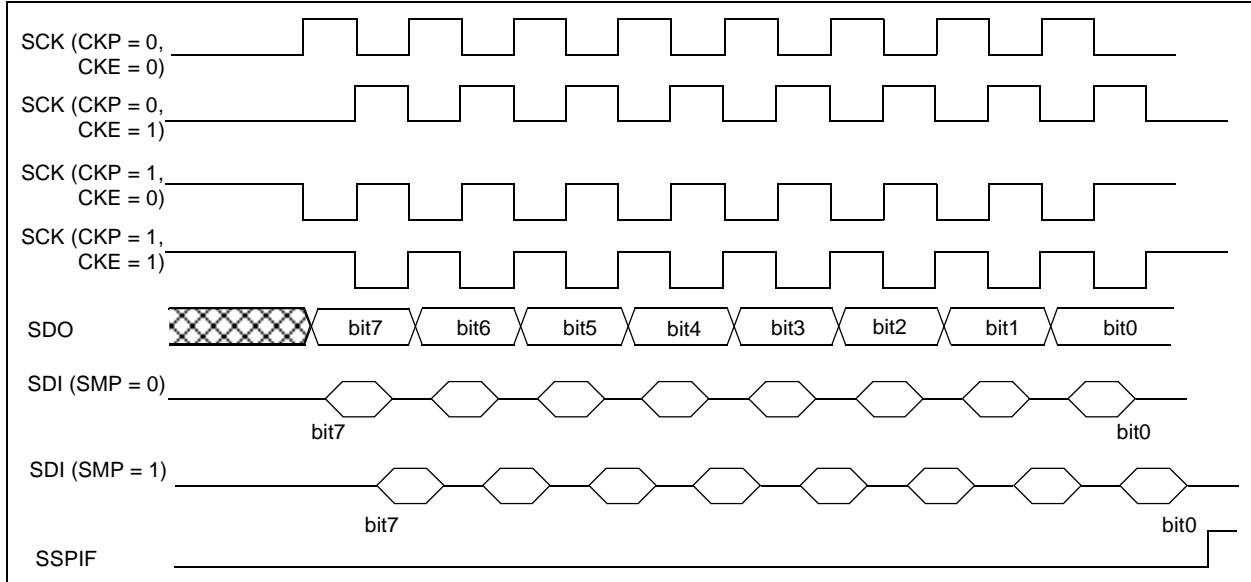 SCK (CKP = 0,
CKE = 0)
SCK (CKP = 0,
CKE = 1)
SCK (CKP = 1,
CKE = 0)
SCK (CKP = 1,
CKE = 1)
SDO bit7 bit6 bit5 bit4 bit3 bit2 bit1 bit0
SDI (SMP = 0)
bit7 bit0
SDI (SMP = 1)
bit7 bit0
SSPIF